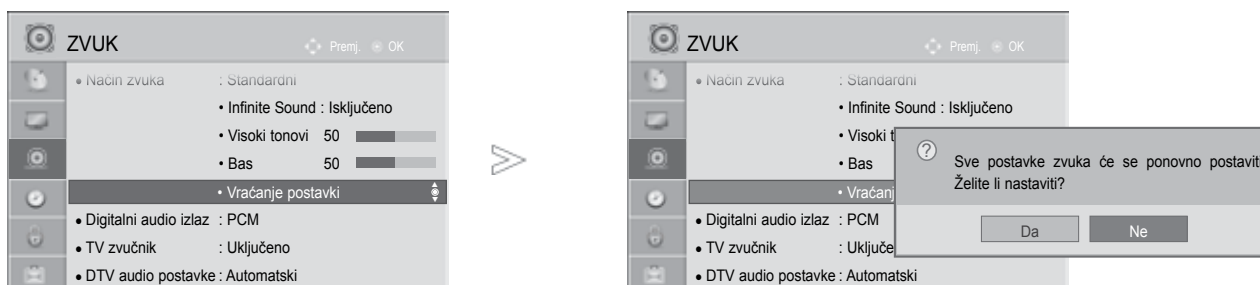 ZVUK
Premj. OK
• Način zvuka : Standardni
• Infinite Sound : Isključeno
• Visoki tonovi 50
• Bas 50
• Vraćanje postavki
• Digitalni audio izlaz : PCM
• TV zvučnik : Uključeno
• DTV audio postavke : Automatski
ZVUK
Premj. OK
• Način zvuka : Standardni
• Infinite Sound : Isključeno
• Visoki t
• Bas
• Vraćanj
• Digitalni audio izlaz : PCM
• TV zvučnik : Uključe
• DTV audio postavke : Automatski
? Sve postavke zvuka će se ponovno postaviti
Želite li nastaviti?
Da Ne